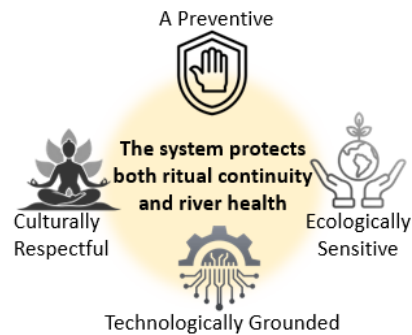 A Preventive
The system protects
both ritual continuity
and river health
Culturally
Respectful
Ecologically
Sensitive
Technologically Grounded